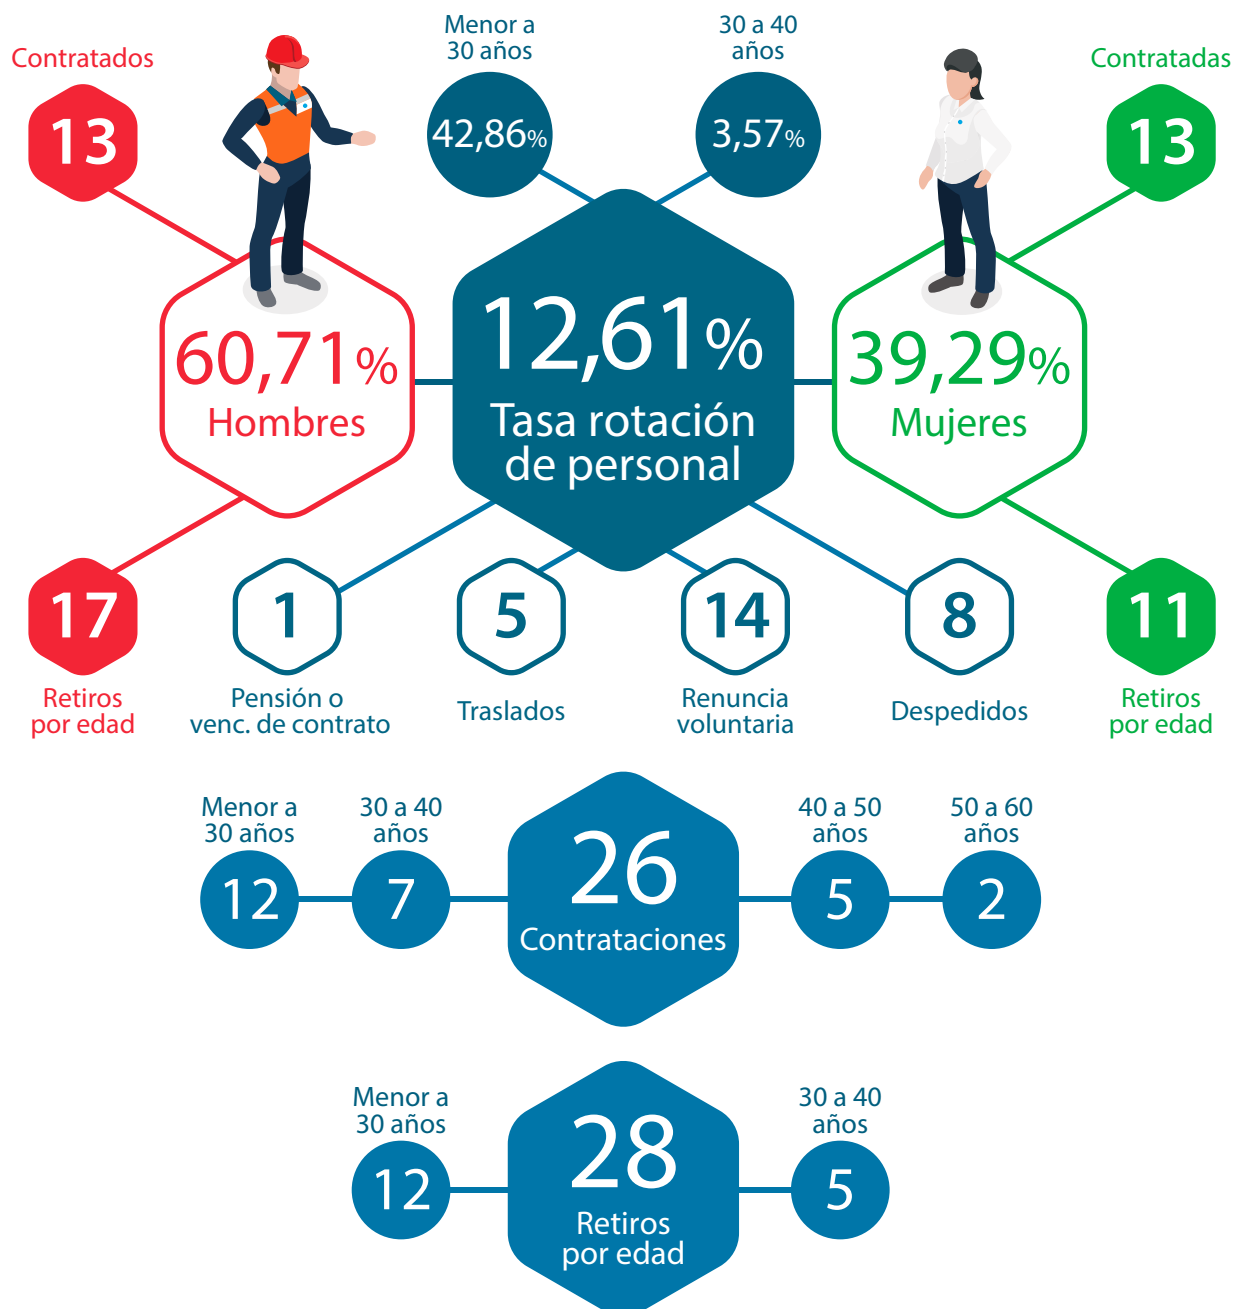 Menor a
30 años
30 a 40
años
Contratados
Contratadas
13
42,86%
3,57%
13
60,71%
Hombres
12,61%
Tasa rotación
de personal
39,29%
Mujeres
17
1
5
14
8
11
Retiros
por edad
Pensión o
venc. de contrato
Traslados
Renuncia
voluntaria
Despedidos
Retiros
por edad
Menor a
30 años
30 a 40
años
40 a 50
años
50 a 60
años
12
7
26
Contrataciones
5
2
Menor a
30 años
30 a 40
años
12
28
Retiros
por edad
5